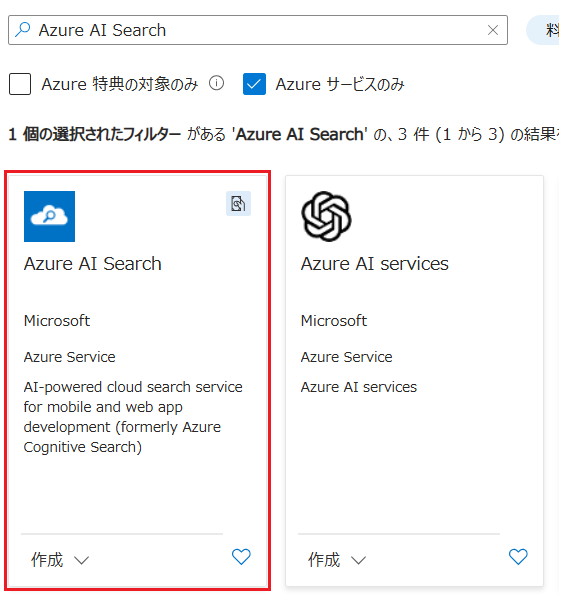 Azure AI Search
Azure 特典の対象のみ
Azure サービスのみ
1 個の選択されたフィルター がある 'Azure AI Search' の、3 件 (1 から 3) の結果
Azure AI Search
Microsoft
Azure Service
AI-powered cloud search service
for mobile and web app
development (formerly Azure
Cognitive Search)
作成
Azure AI services
Microsoft
Azure Service
Azure AI services
作成